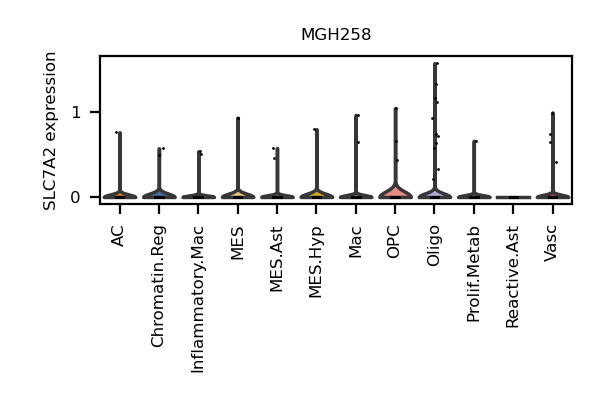 MGH258
SLC7A2 expression
1
0
AC
Chromatin.Reg
Inflammatory.Mac
MES
MES.Ast
MES.Hyp
Mac
OPC
Oligo
Prolif.Metab
Reactive.Ast
Vasc